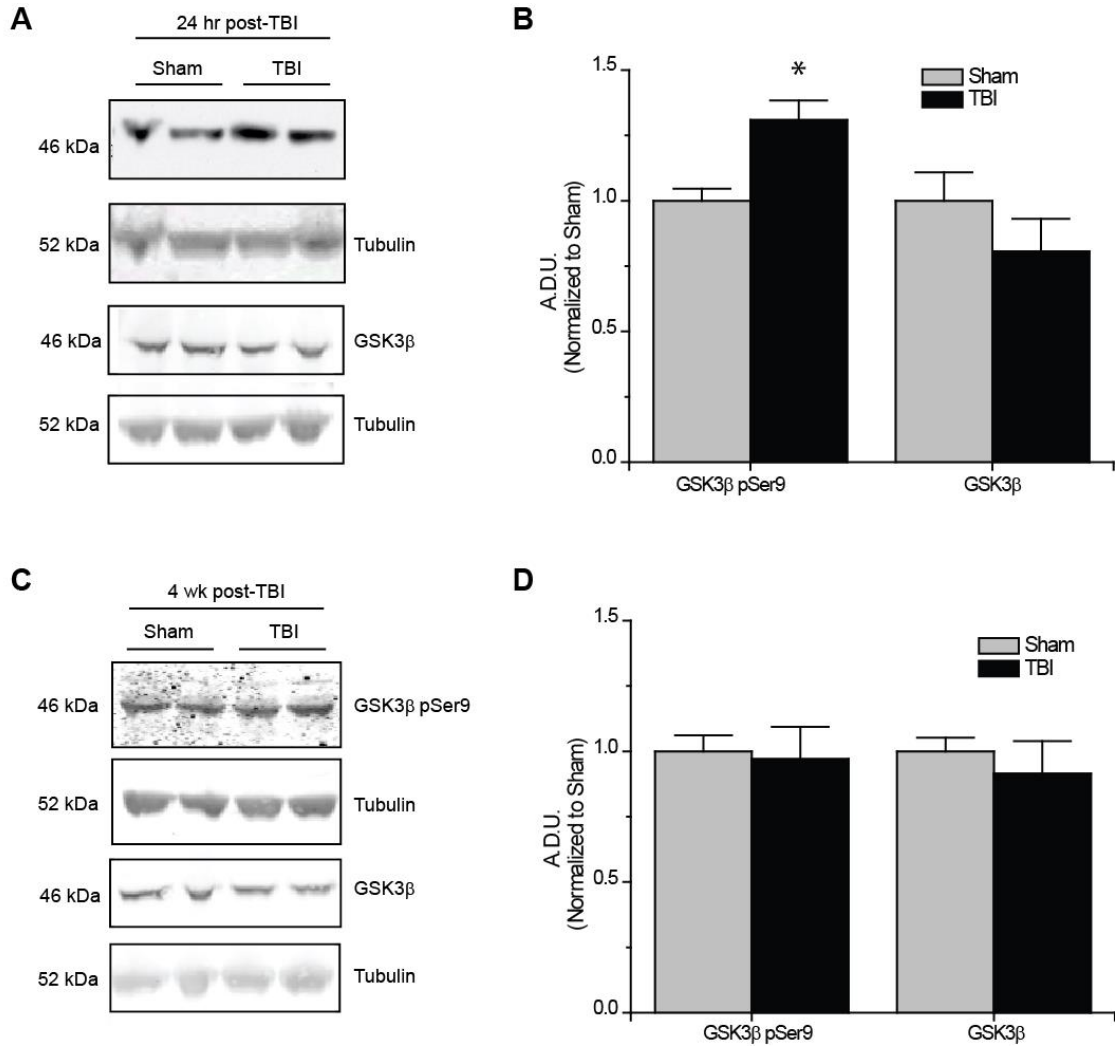 A
24 hr post-TBI
Sham TBI
46 kDa
52 kDa Tubulin
46 kDa GSK3β
52 kDa Tubulin
B
1.5
1.0
0.5
0.0
A.D.U.
(Normalized to Sham)
*
Sham
TBI
GSK3β pSer9 GSK3β
C
4 wk post-TBI
Sham TBI
46 kDa GSK3β pSer9
52 kDa Tubulin
46 kDa GSK3β
52 kDa Tubulin
D
1.5
1.0
0.5
0.0
A.D.U.
(Normalized to Sham)
Sham
TBI
GSK3β pSer9 GSK3β